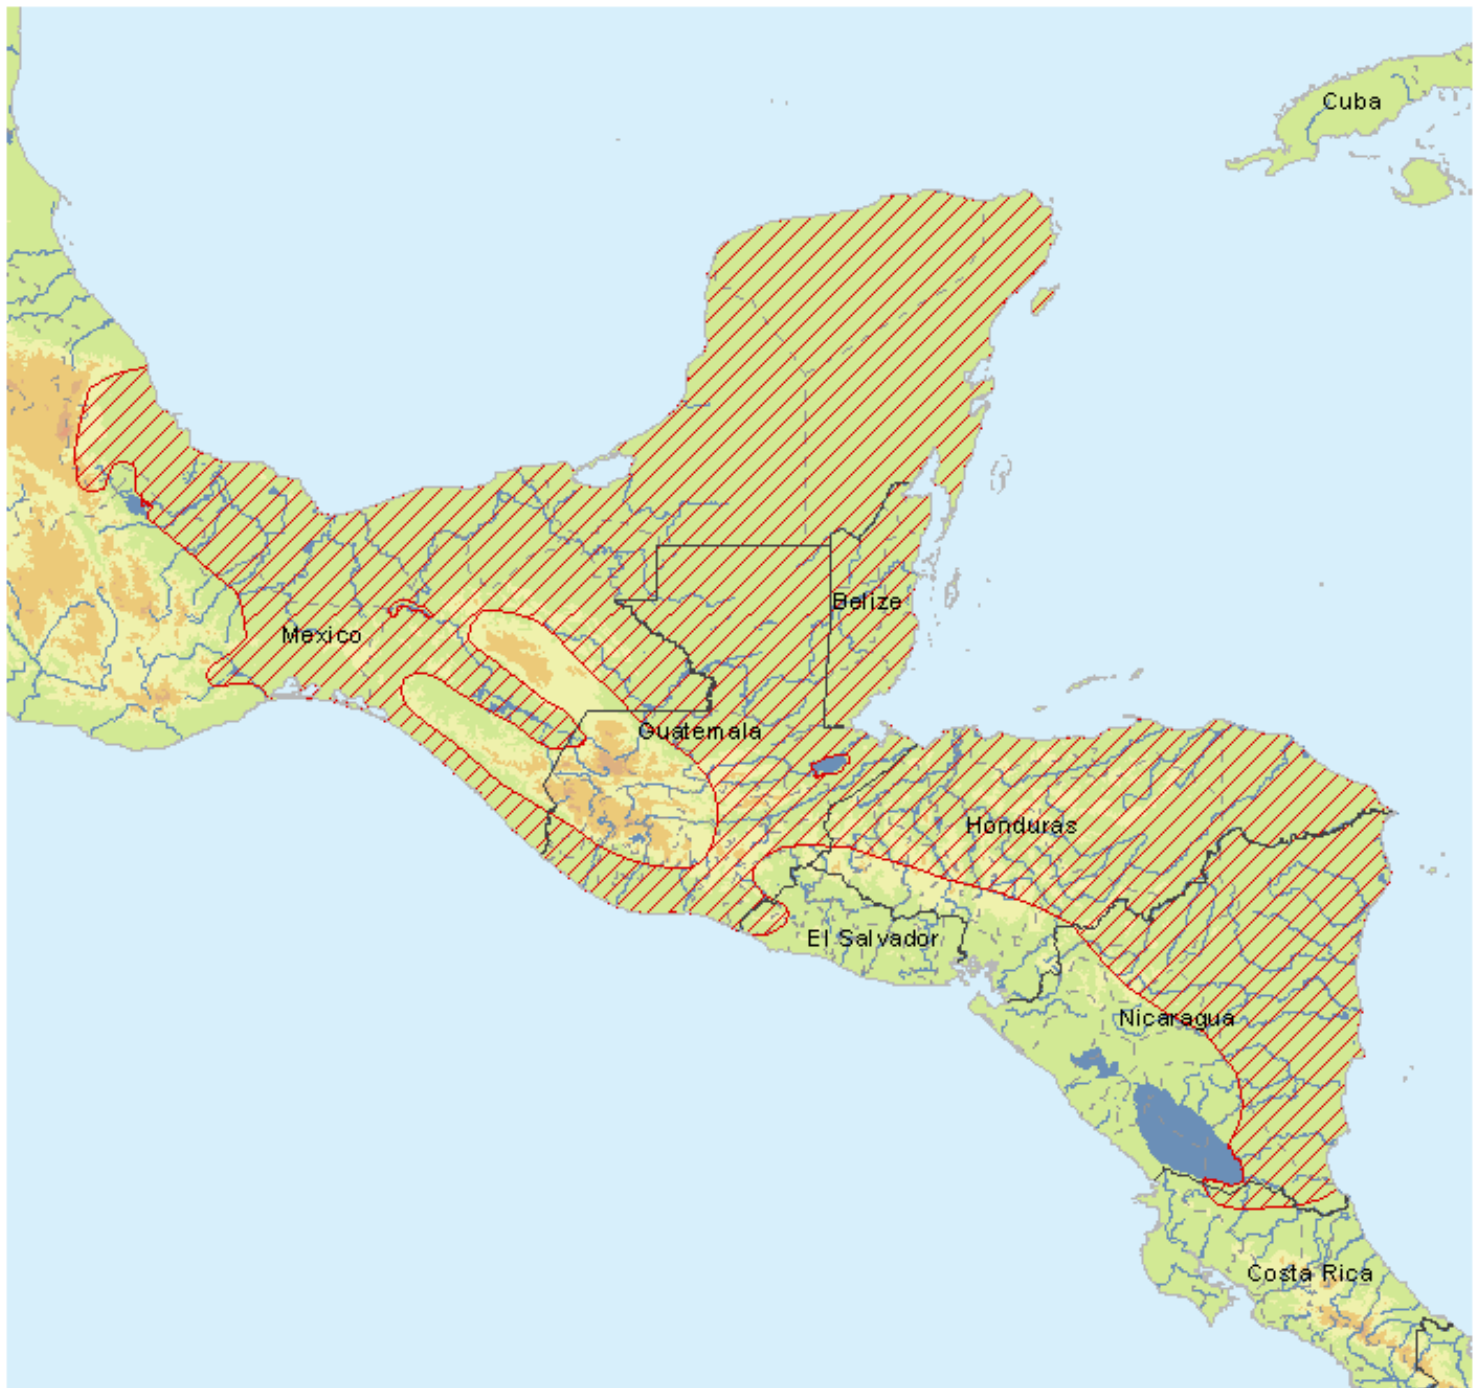 Cuba
Belize
Mexico
Guatemala
Honduras
El Salvador
Nicaragua
Costa Rica